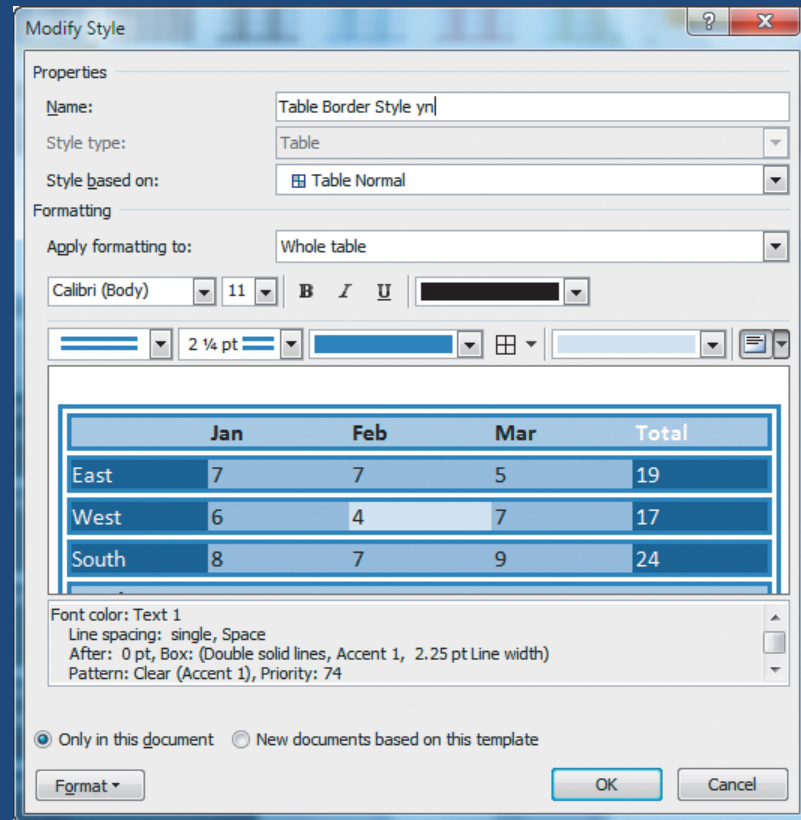 Modify Style
Properties
Name: Table Border Style yn
Style type: Table
Style based on: Table Normal
Formatting
Apply formatting to: Whole table
Calibri (Body) 11 B I U
2 ¼ pt
Jan Feb Mar Total
East 7 7 5 19
West 6 4 7 17
South 8 7 9 24
Font color: Text 1
Line spacing: single, Space
After: 0 pt, Box: (Double solid lines, Accent 1, 2.25 pt Line width)
Pattern: Clear (Accent 1), Priority: 74
Only in this document New documents based on this template
Format OK Cancel